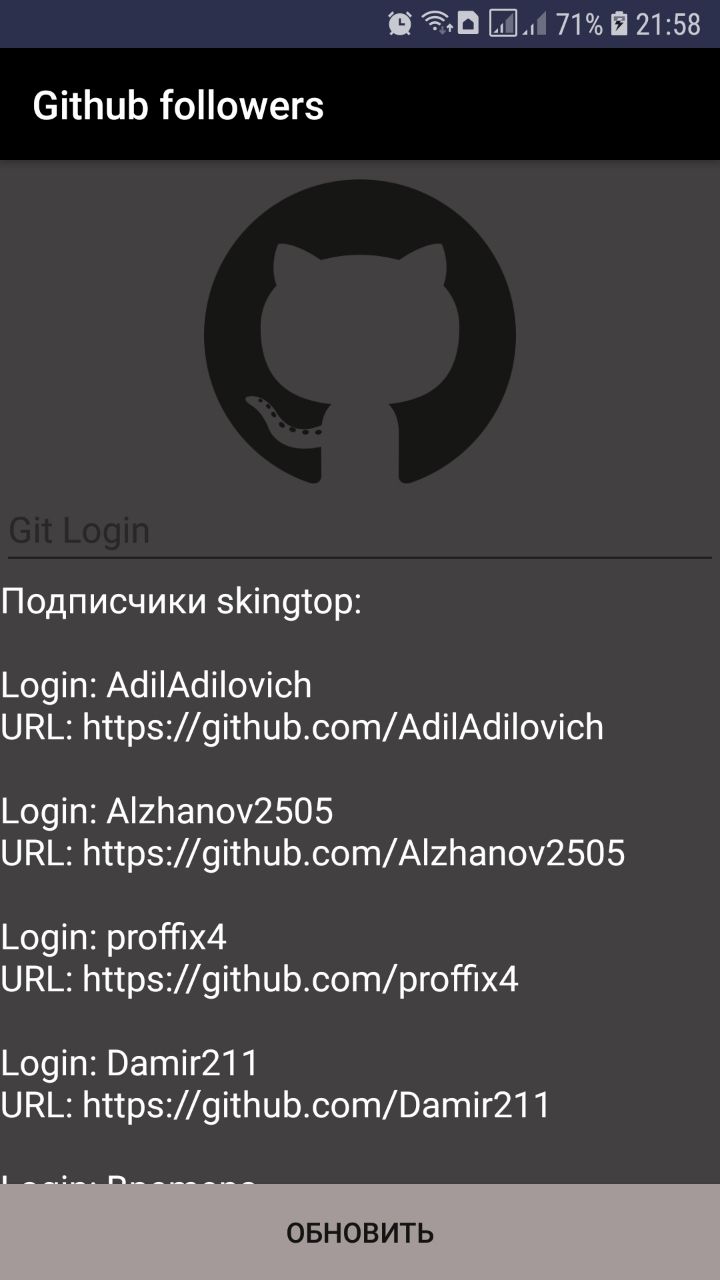 71% 21:58
Github followers
Git Login
Подписчики skingtop:
Login: AdilAdilovich
URL: https://github.com/AdilAdilovich
Login: Alzhanov2505
URL: https://github.com/Alzhanov2505
Login: proffix4
URL: https://github.com/proffix4
Login: Damir211
URL: https://github.com/Damir211
Login:
ОБНОВИТЬ